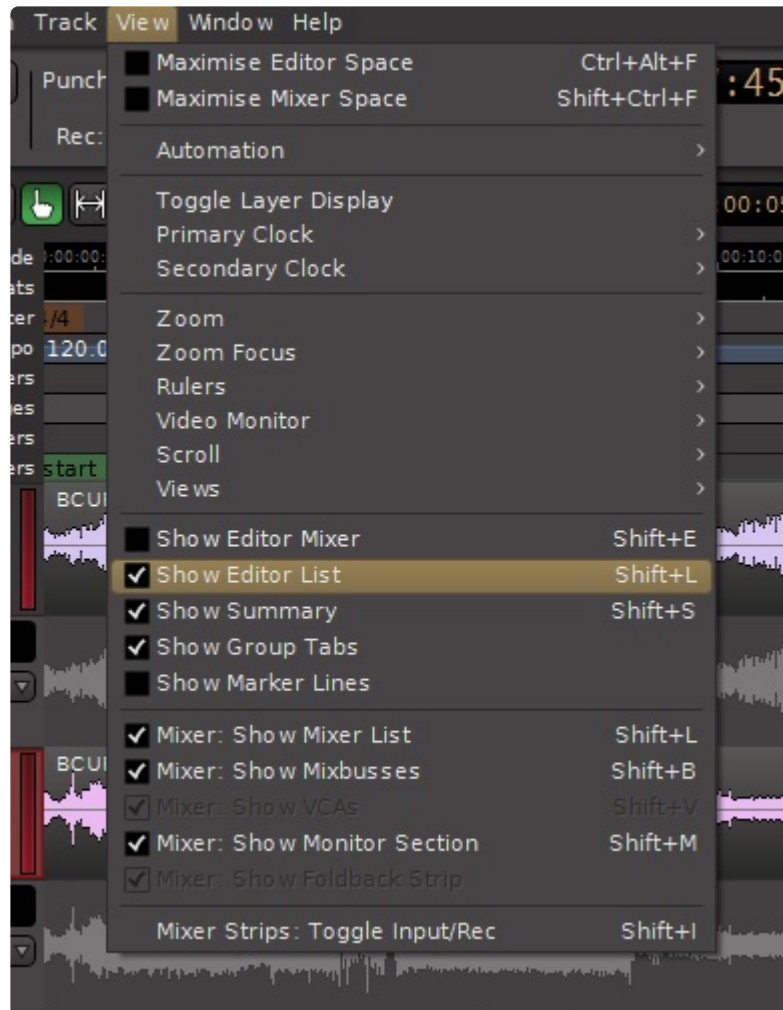 Track View Window Help
Maximise Editor Space Ctrl+Alt+F
Punch
Maximise Mixer Space Shift+Ctrl+F
:45
Rec:
Automation
Toggle Layer Display
Primary Clock
Secondary Clock
Zoom
/4
Zoom Focus
120.0
Rulers
Video Monitor
Scroll
start
Views
Show Editor Mixer Shift+E
Show Editor List Shift+L
Show Summary Shift+S
Show Group Tabs
Show Marker Lines
Mixer: Show Mixer List Shift+L
Mixer: Show Mixbusses Shift+B
Mixer: Show VCAs Shift+V
Mixer: Show Monitor Section Shift+M
Mixer: Show Foldback Strip
Mixer Strips: Toggle Input/Rec Shift+I